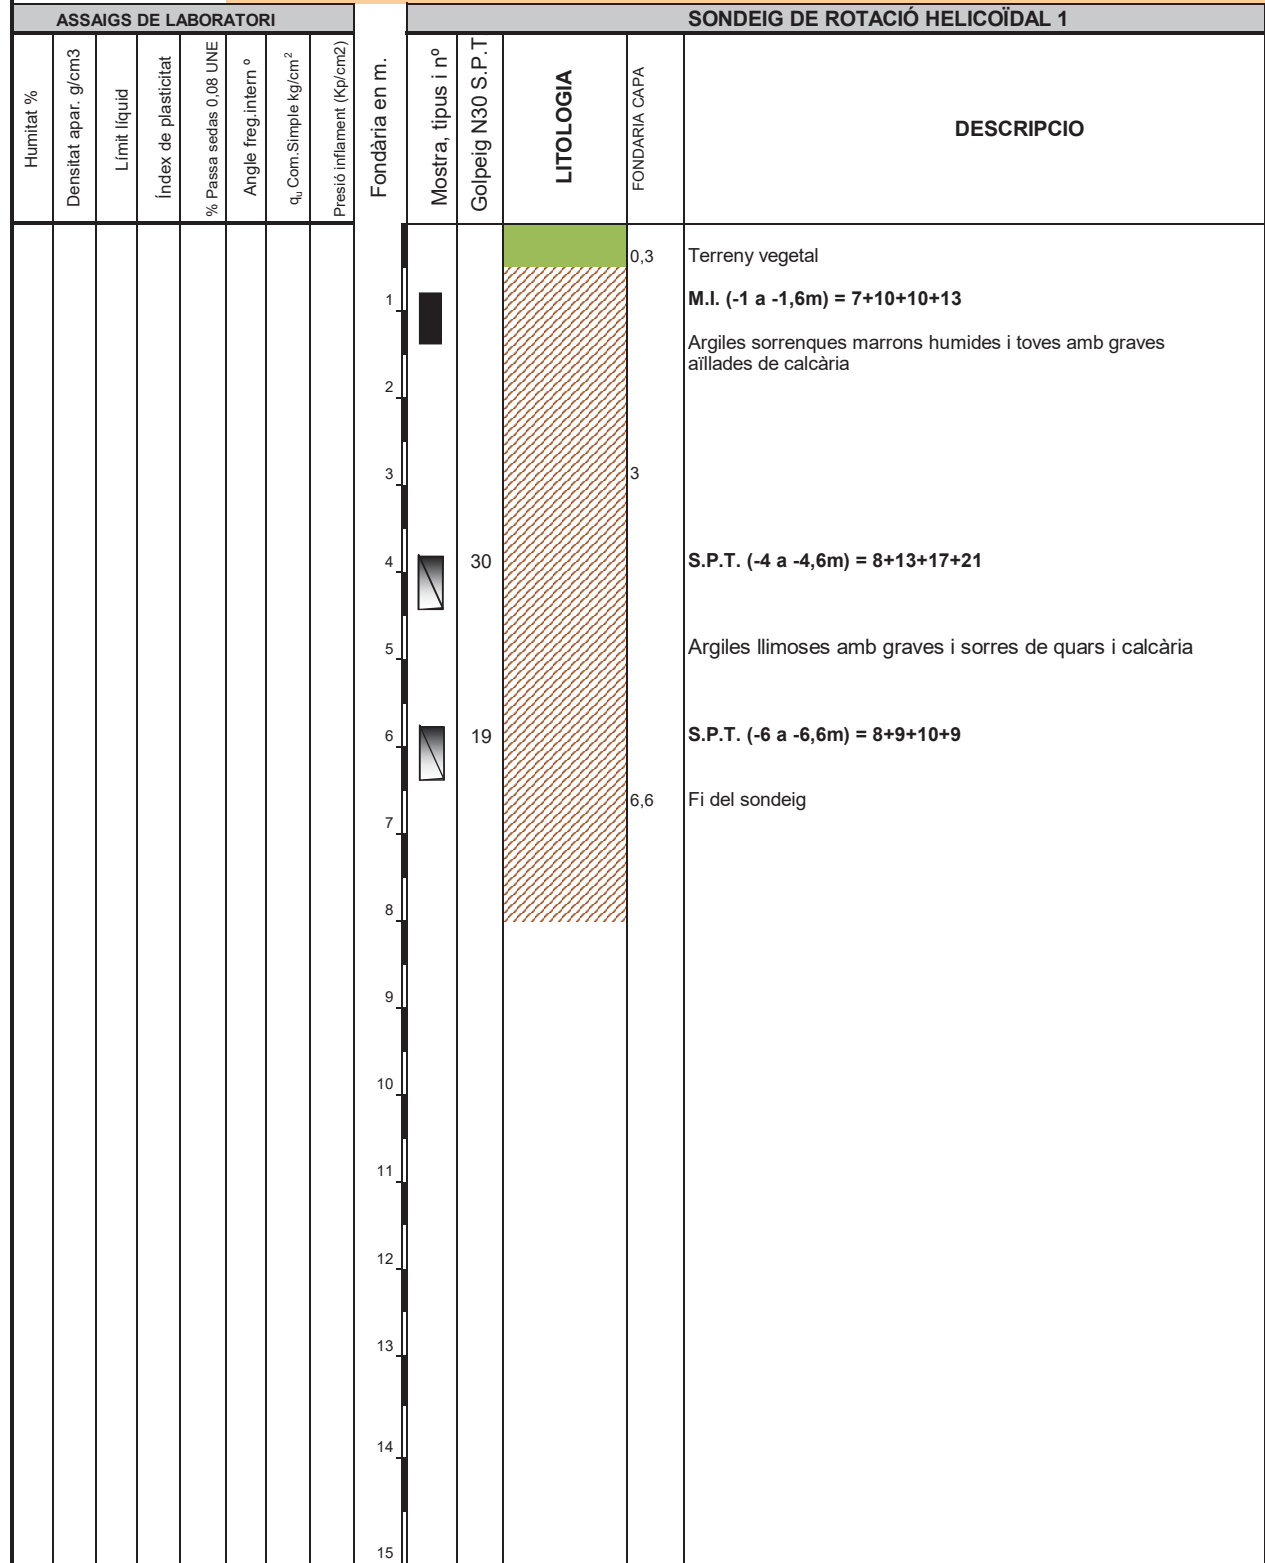 ASSAIGS DE LABORATORI
SONDEIG DE ROTACIÓ HELICOÏDAL 1
Humitat %
Densitat apar. g/cm3
Límit líquid
Índex de plasticitat
% Passa sedas 0,08 UNE
Angle freg.intern º
qu Com.Simple kg/cm2
Presió inflament (Kp/cm2)
Fondària en m.
Mostra, tipus i nº
Golpeig N30 S.P.T
LITOLOGIA
FONDARIA CAPA
DESCRIPCIO
0,3 Terreny vegetal
1 M.I. (-1 a -1,6m) = 7+10+10+13
Argiles sorrenques marrons humides i toves amb graves
aïllades de calcària
2
3 3
4 30 S.P.T. (-4 a -4,6m) = 8+13+17+21
5 Argiles llimoses amb graves i sorres de quars i calcària
6 19 S.P.T. (-6 a -6,6m) = 8+9+10+9
6,6 Fi del sondeig
7
8
9
10
11
12
13
14
15